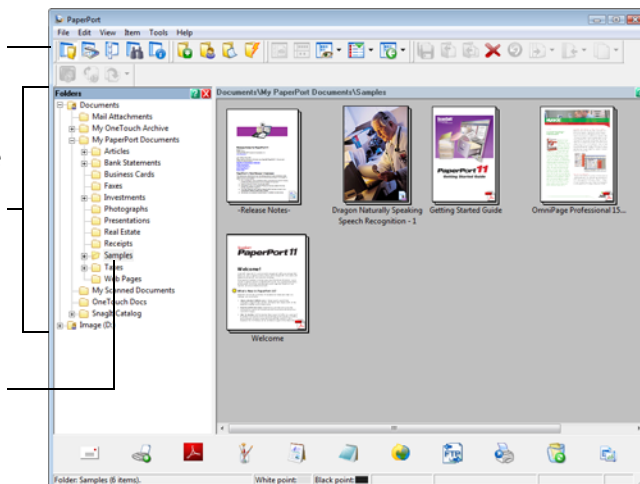 PaperPort
File Edit View Item Tools Help
Folders
Documents\My PaperPort Documents\Samples
Documents
Mail Attachments
My OneTouch Archive
My PaperPort Documents
Articles
Bank Statements
Business Cards
Faxes
Investments
Photographs
Presentations
Real Estate
Receipts
Samples
Taxes
Web Pages
My Scanned Documents
OneTouch Docs
SnagIt Catalog
Image (D:
-Release Notes-
Dragon Naturally Speaking
Speech Recognition - 1
PaperPort 11
Getting Started Guide
Getting Started Guide
OmniPage Professional 15...
PaperPort 11
Welcome!
Welcome
FTP
Folder: Samples (6 items).
White point:
Black point: